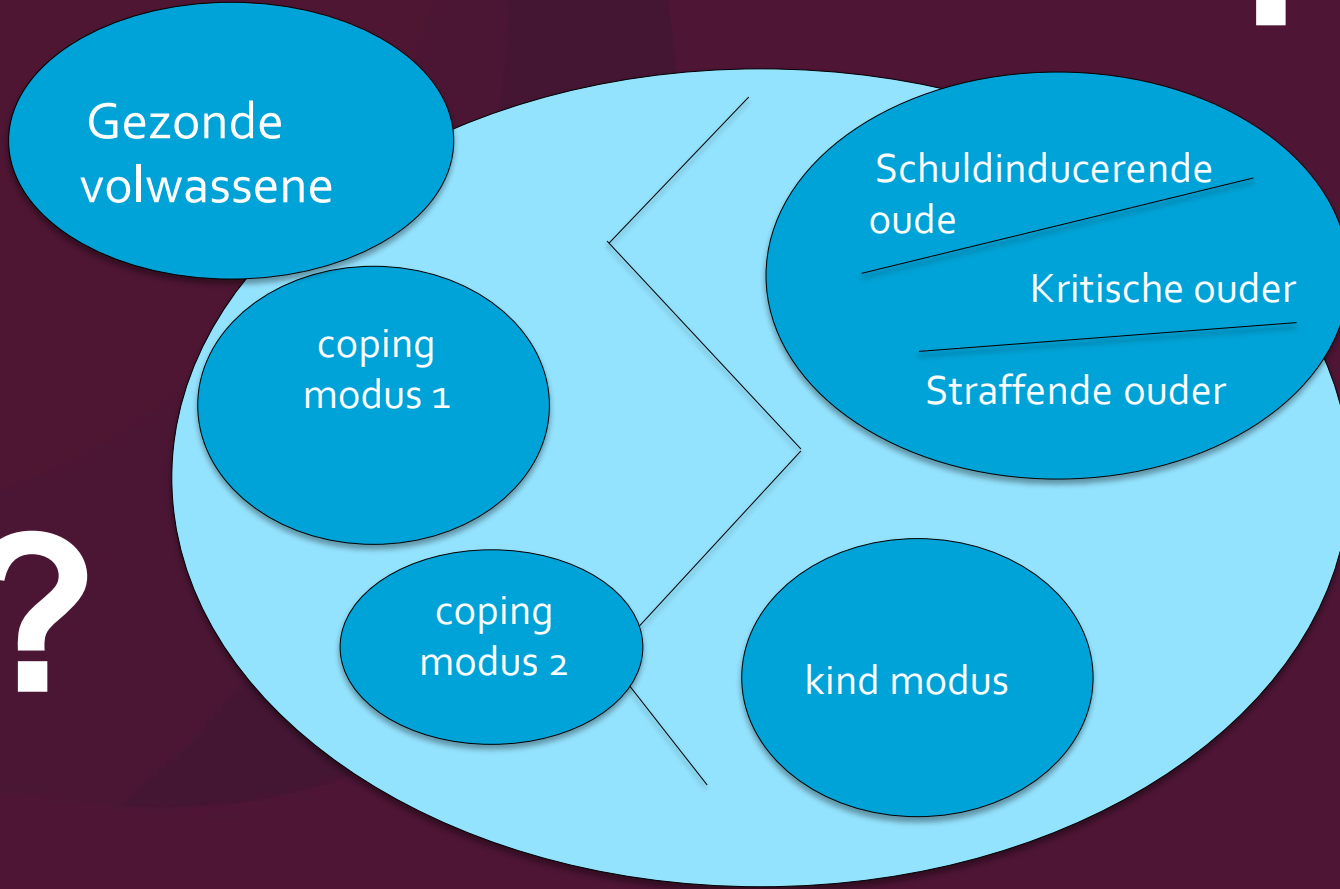 Gezonde
volwassene
Schuldinducerende
oude
Kritische ouder
Straffende ouder
coping
modus 1
coping
modus 2
kind modus
?